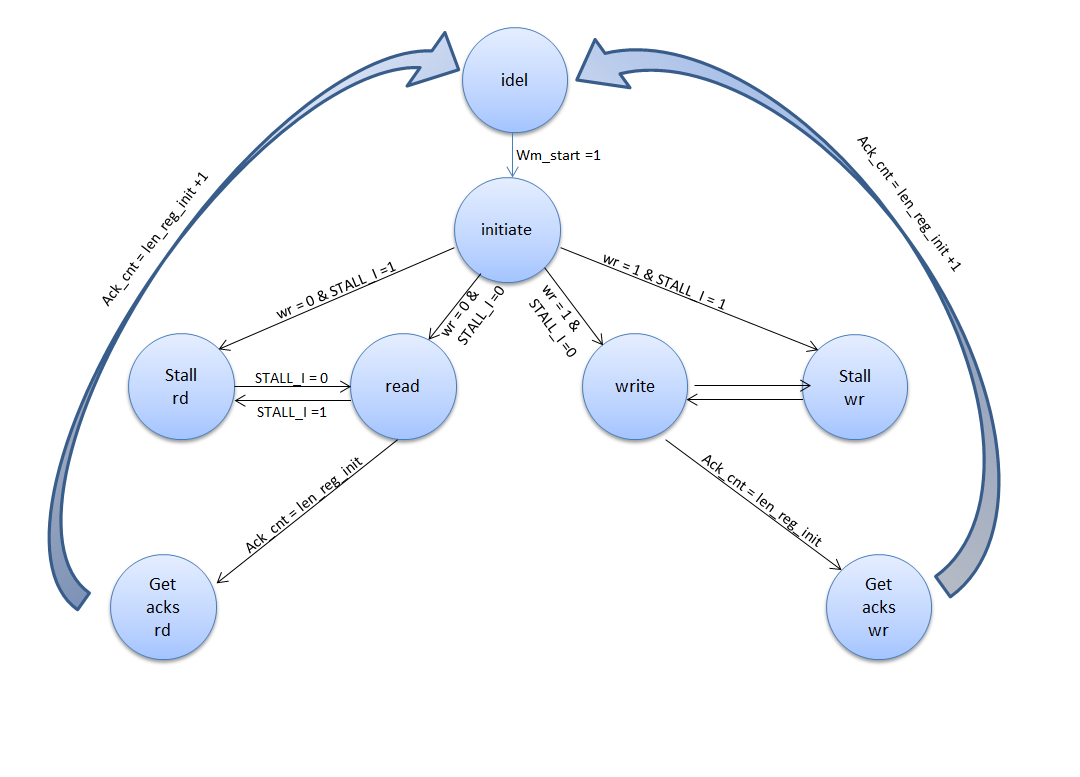 idel
Wm_start =1
Ack_cnt = len_reg_init +1
Ack_cnt = len_reg_init +1
initiate
wr = 0 & STALL_I =1
wr = 0 &
STALL_I =0
wr = 1 &
STALL_I =0
wr = 1 & STALL_I = 1
Stall
rd
STALL_I = 0
STALL_I =1
read
write
Stall
wr
Ack_cnt = len_reg_init
Ack_cnt = len_reg_init
Get
acks
rd
Get
acks
wr